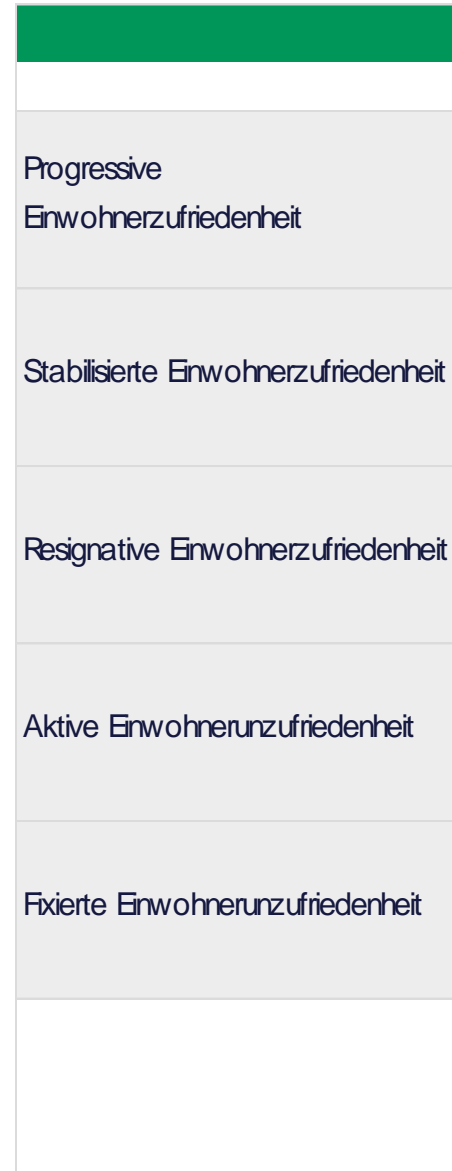 Progressive
Einwohnerzufriedenheit
Stabilisierte Einwohnerzufriedenheit
Resignative Einwohnerzufriedenheit
Aktive Einwohnerunzufriedenheit
Fixierte Einwohnerunzufriedenheit